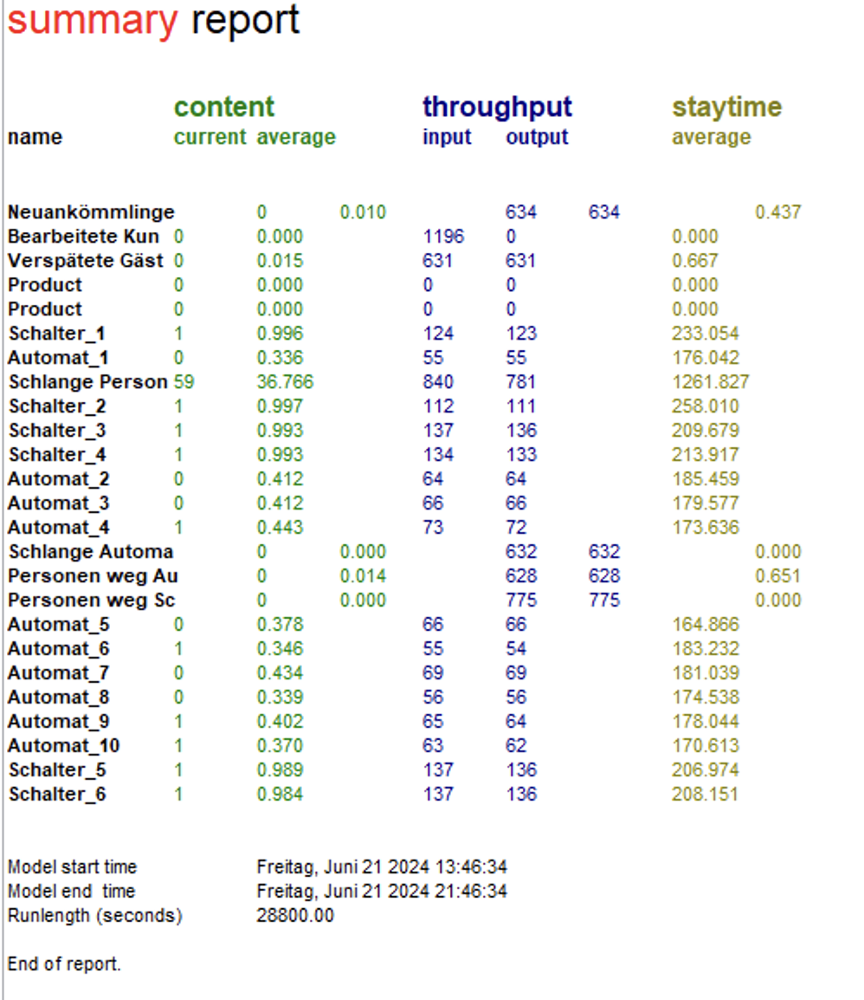 summary report
content throughput staytime
name current average input output average
Neuankömmlinge 0 0.010 634 634 0.437
Bearbeitete Kun 0 0.000 1196 0 0.000
Verspätete Gäst 0 0.015 631 631 0.667
Product 0 0.000 0 0 0.000
Product 0 0.000 0 0 0.000
Schalter_1 1 0.996 124 123 233.054
Automat_1 0 0.336 55 55 176.042
Schlange Person 59 36.766 840 781 1261.827
Schalter_2 1 0.997 112 111 258.010
Schalter_3 1 0.993 137 136 209.679
Schalter_4 1 0.993 134 133 213.917
Automat_2 0 0.412 64 64 185.459
Automat_3 0 0.412 66 66 179.577
Automat_4 1 0.443 73 72 173.636
Schlange Automa 0 0.000 632 632 0.000
Personen weg Au 0 0.014 628 628 0.651
Personen weg Sc 0 0.000 775 775 0.000
Automat_5 0 0.378 66 66 164.866
Automat_6 1 0.346 55 54 183.232
Automat_7 0 0.434 69 69 181.039
Automat_8 0 0.339 56 56 174.538
Automat_9 1 0.402 65 64 178.044
Automat_10 1 0.370 63 62 170.613
Schalter_5 1 0.989 137 136 206.974
Schalter_6 1 0.984 137 136 208.151
Model start time Freitag, Juni 21 2024 13:46:34
Model end time Freitag, Juni 21 2024 21:46:34
Runlength (seconds) 28800.00
End of report.